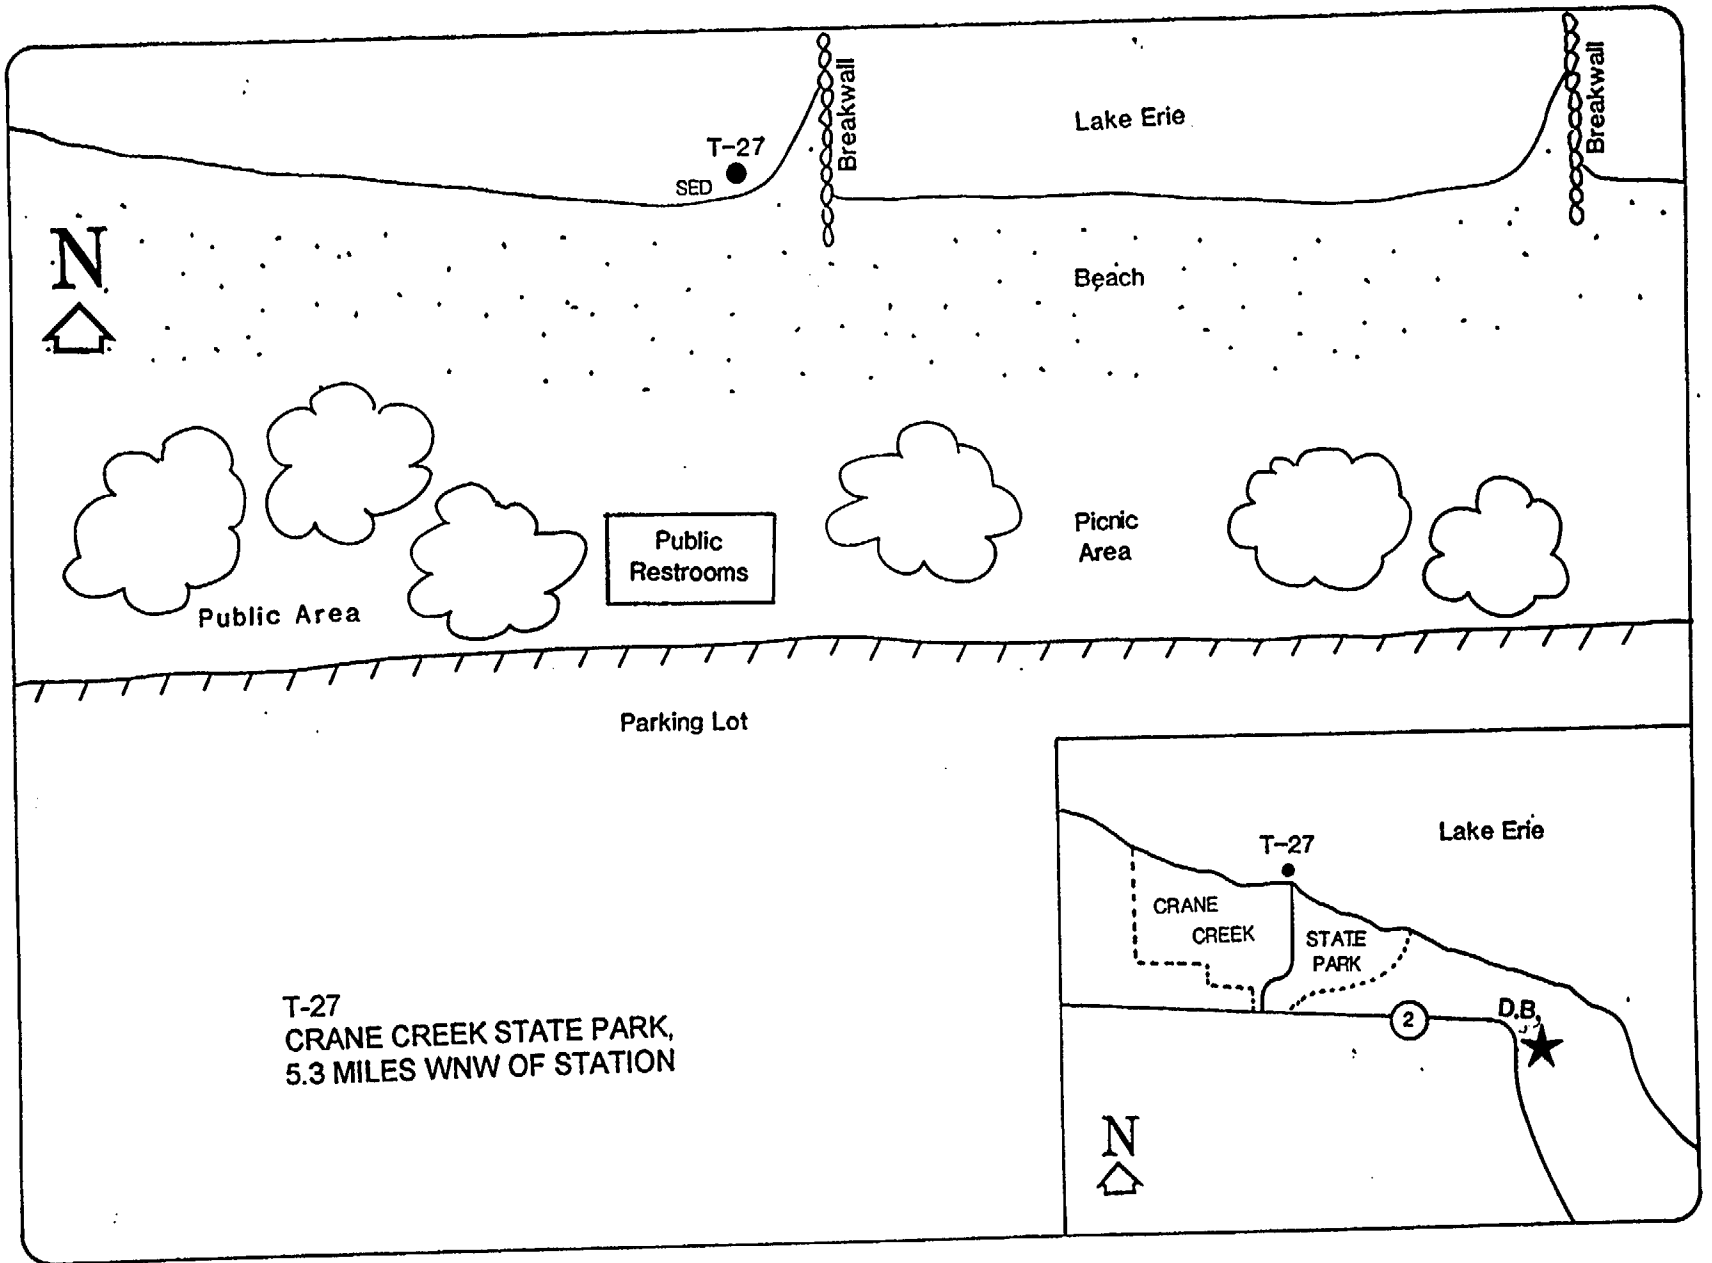 Breakwall
Breakwall
Lake Erie
T-27
SED
N
Beach
Public
Restrooms
Picnic
Area
Public Area
Parking Lot
Lake Erie
T-27
CRANE
CREEK
STATE
PARK
2
D.B.
N
T-27
CRANE CREEK STATE PARK,
5.3 MILES WNW OF STATION